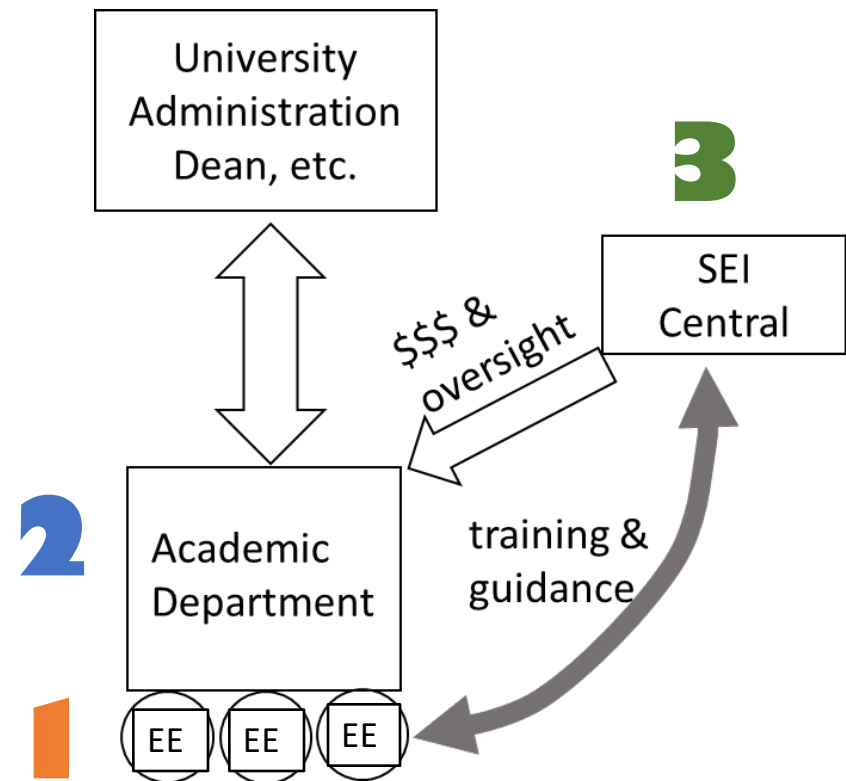 University
Administration
Dean, etc.
3
SEI
Central
$$$ &
oversight
2
Academic
Department
training &
guidance
1
EE
EE
EE